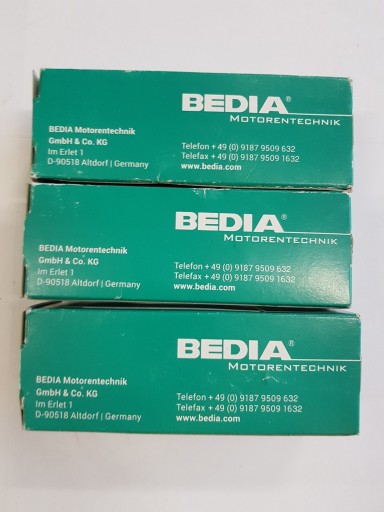 BEDIA®
MOTORENTECHNIK
BEDIA Motorentechnik
GmbH & Co. KG
Im Erlet 1
D-90518 Altdorf | Germany
Telefon + 49 (0) 9187 9509 632
Telefax + 49 (0) 9187 9509 1632
www.bedia.com
BEDIA®
MOTORENTECHNIK
BEDIA Motorentechnik
GmbH & Co. KG
Im Erlet 1
D-90518 Altdorf | Germany
Telefon + 49 (0) 9187 9509 632
Telefax + 49 (0) 9187 9509 1632
www.bedia.com
BEDIA®
MOTORENTECHNIK
BEDIA Motorentechnik
GmbH & Co. KG
Im Erlet 1
D-90518 Altdorf | Germany
Telefon + 49 (0) 9187 9509 632
Telefax + 49 (0) 9187 9509 1632
www.bedia.com